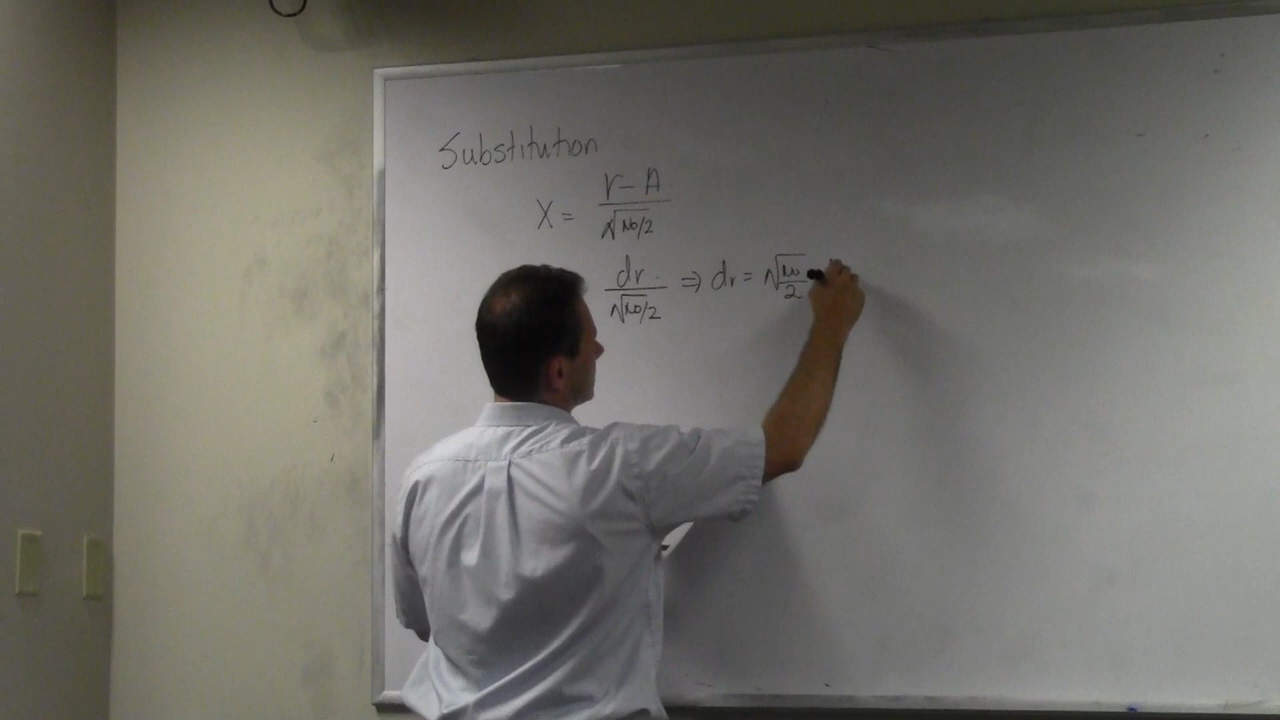 Substitution
X = r-A / √N0/2
dr / √N0/2 ⇒ dr = √N0/2